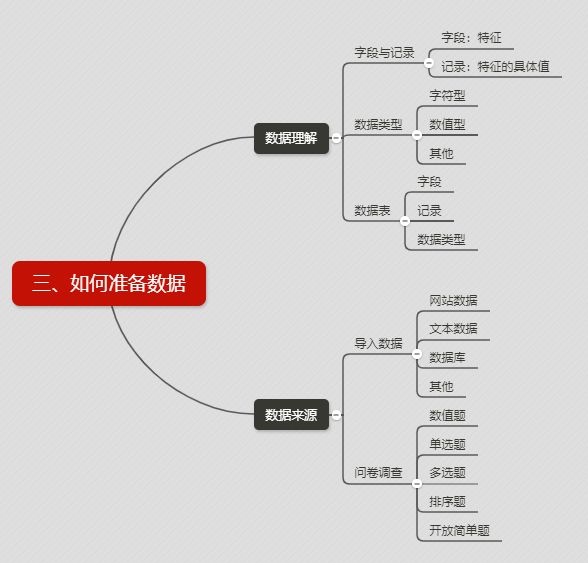 三、如何准备数据
数据理解
字段与记录
字段：特征
记录：特征的具体值
数据类型
字符型
数值型
其他
数据表
字段
记录
数据类型
数据来源
导入数据
网站数据
文本数据
数据库
其他
问卷调查
数值题
单选题
多选题
排序题
开放简单题